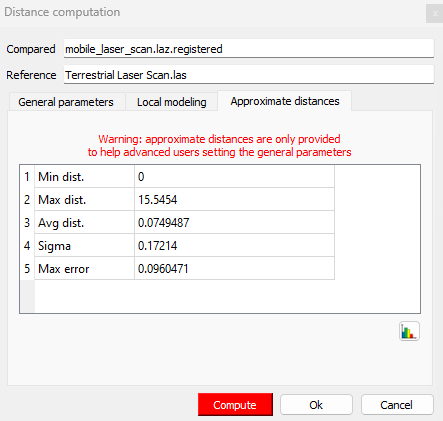 Distance computation
Compared mobile_laser_scan.laz.registered
Reference Terrestrial Laser Scan.las
General parameters Local modeling Approximate distances
Warning: approximate distances are only provided
to help advanced users setting the general parameters
1 Min dist. 0
2 Max dist. 15.5454
3 Avg dist. 0.0749487
4 Sigma 0.17214
5 Max error 0.0960471
Compute Ok Cancel